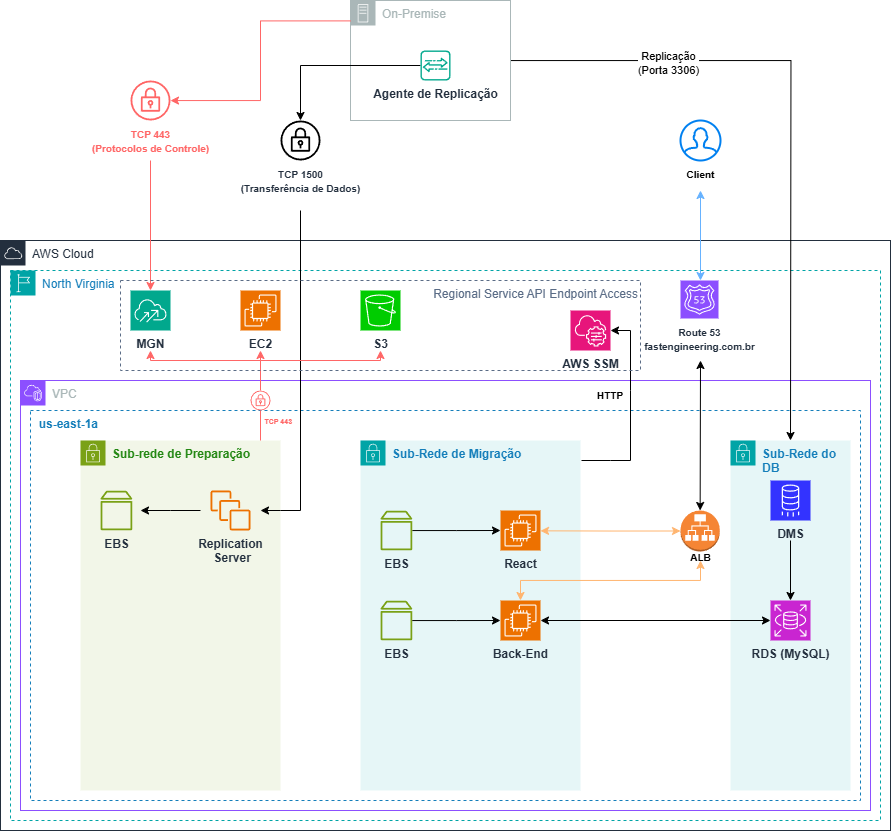 On-Premise
Agente de Replicação
Replicação
(Porta 3306)
TCP 443
(Protocolos de Controle)
TCP 1500
(Transferência de Dados)
Client
AWS Cloud
North Virginia
Regional Service API Endpoint Access
MGN
EC2
S3
AWS SSM
53
Route 53
fastengineering.com.br
VPC
HTTP
us-east-1a
TCP 443
Sub-rede de Preparação
Sub-Rede de Migração
Sub-Rede do
DB
EBS
Replication
Server
EBS
React
ALB
DMS
EBS
Back-End
RDS (MySQL)